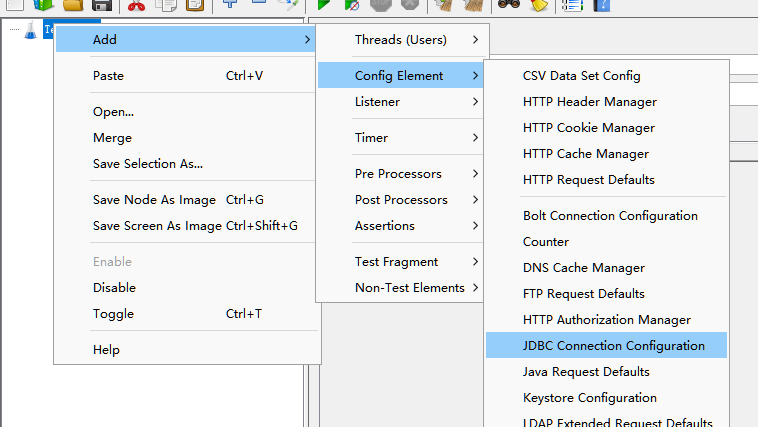 Add
Paste Ctrl+V
Open...
Merge
Save Selection As...
Save Node As Image Ctrl+G
Save Screen As Image Ctrl+Shift+G
Enable
Disable
Toggle Ctrl+T
Help
Threads (Users)
Config Element
Listener
Timer
Pre Processors
Post Processors
Assertions
Test Fragment
Non-Test Elements
CSV Data Set Config
HTTP Header Manager
HTTP Cookie Manager
HTTP Cache Manager
HTTP Request Defaults
Bolt Connection Configuration
Counter
DNS Cache Manager
FTP Request Defaults
HTTP Authorization Manager
JDBC Connection Configuration
Java Request Defaults
Keystore Configuration
LDAP Extended Request Defaults